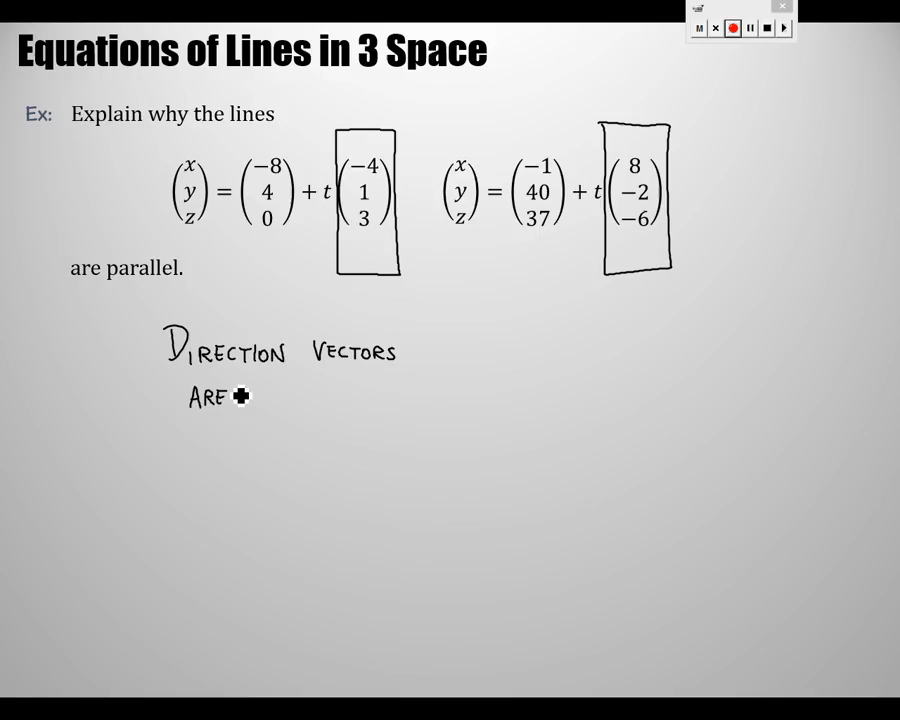 M
Equations of Lines in 3 Space
Ex: Explain why the lines
(x y z) = (−8 4 0) + t (−4 1 3) (x y z) = (−1 40 37) + t (8 −2 −6)
are parallel.
DIRECTION VECTORS
ARE